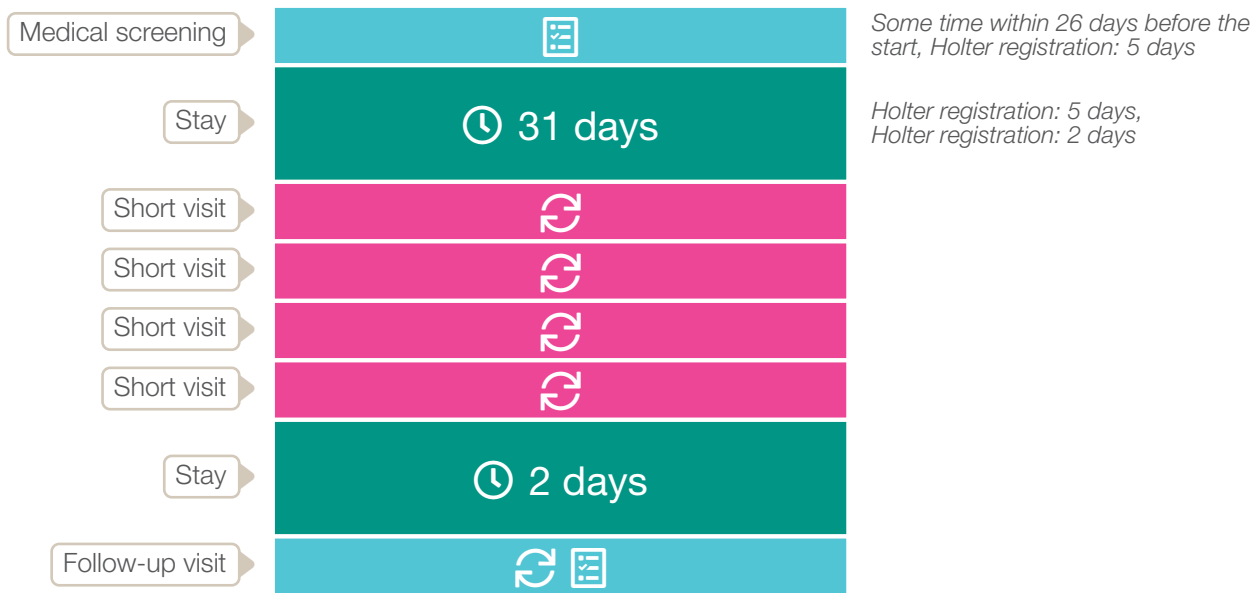 Medical screening
Some time within 26 days before the
start, Holter registration: 5 days
Stay
31 days
Holter registration: 5 days,
Holter registration: 2 days
Short visit
Short visit
Short visit
Short visit
Stay
2 days
Follow-up visit